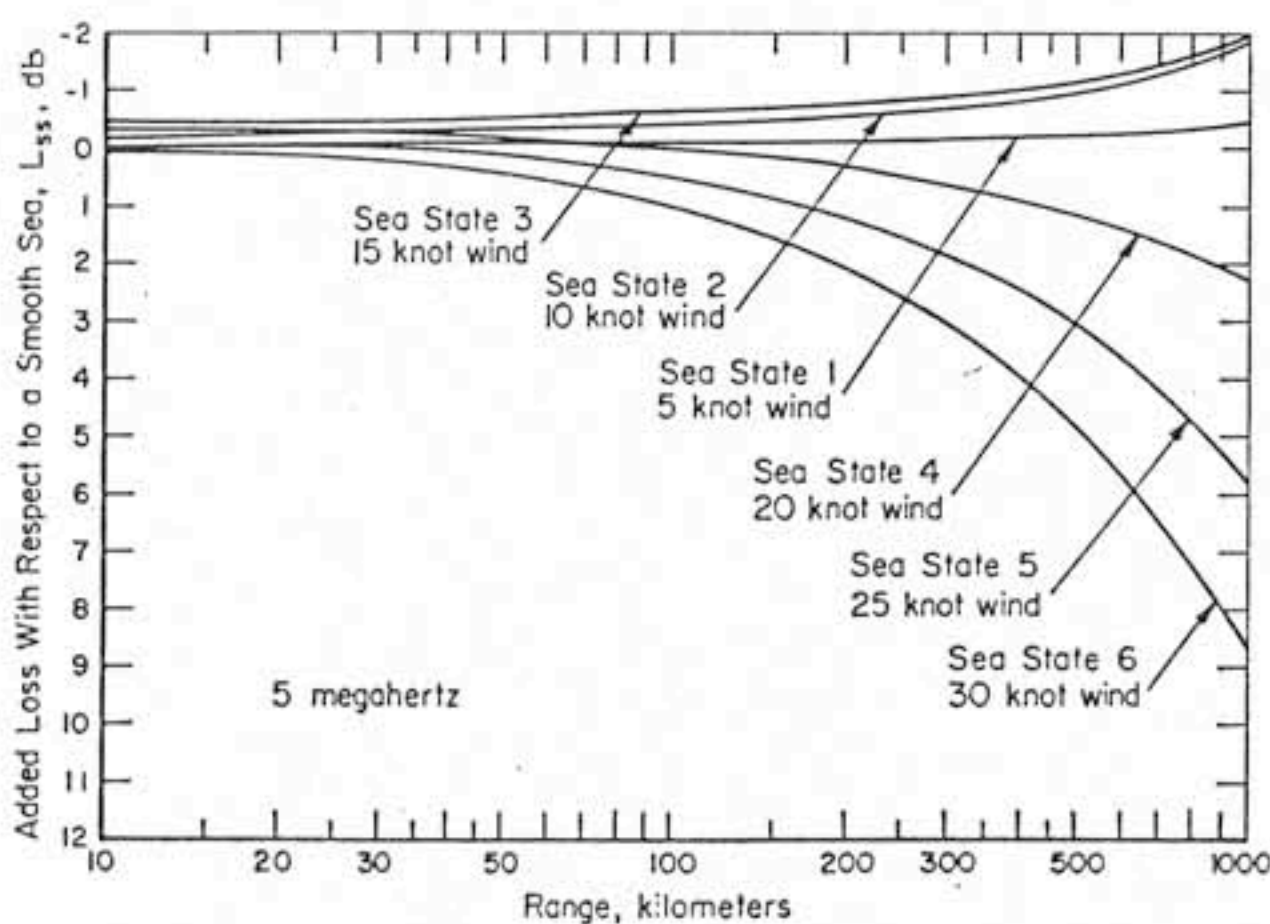 Added Loss With Respect to a Smooth Sea, Lss, db
-2
-1
0
1
2
3
4
5
6
7
8
9
10
11
12
Sea State 3
15 knot wind
Sea State 2
10 knot wind
Sea State 1
5 knot wind
Sea State 4
20 knot wind
Sea State 5
25 knot wind
Sea State 6
30 knot wind
5 megahertz
10 20 30 50 100 200 300 500 1000
Range, kilometers